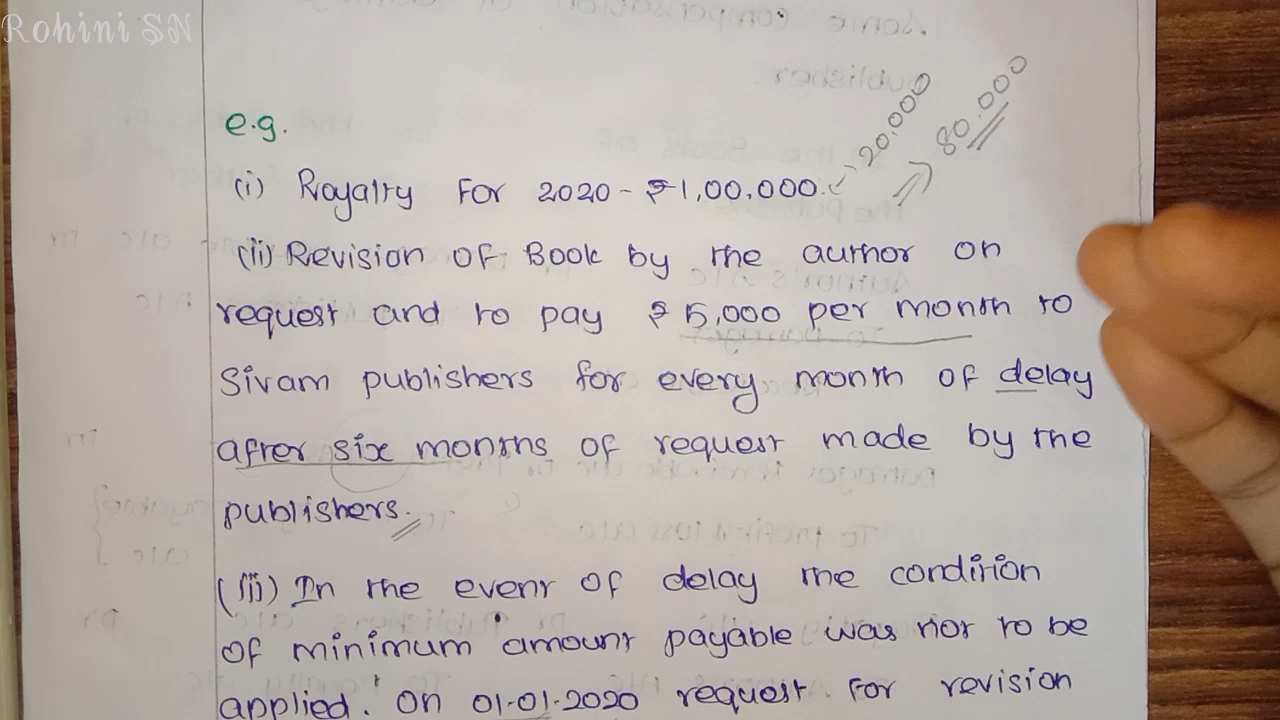 Rohini SN
e.g.
(i) Royalty For 2020 - ₹1,00,000.
20,000
80,000
(ii) Revision of Book by the author on
request and to pay ₹ 5,000 per month to
Sivam publishers for every month of delay
after six months of request made by the
publishers.
(iii) In the event of delay the condition
of minimum amount payable was not to be
applied. On 01.01.2020 request for revision